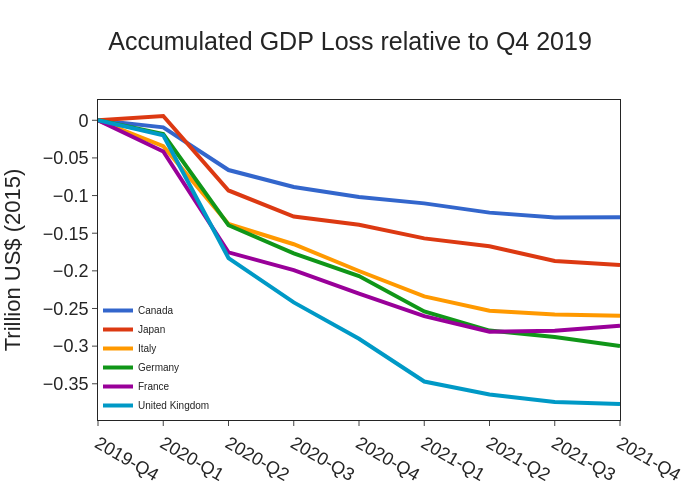 Accumulated GDP Loss relative to Q4 2019
Trillion US$ (2015)
0
−0.05
−0.1
−0.15
−0.2
−0.25
−0.3
−0.35
Canada
Japan
Italy
Germany
France
United Kingdom
2019-Q4
2020-Q1
2020-Q2
2020-Q3
2020-Q4
2021-Q1
2021-Q2
2021-Q3
2021-Q4